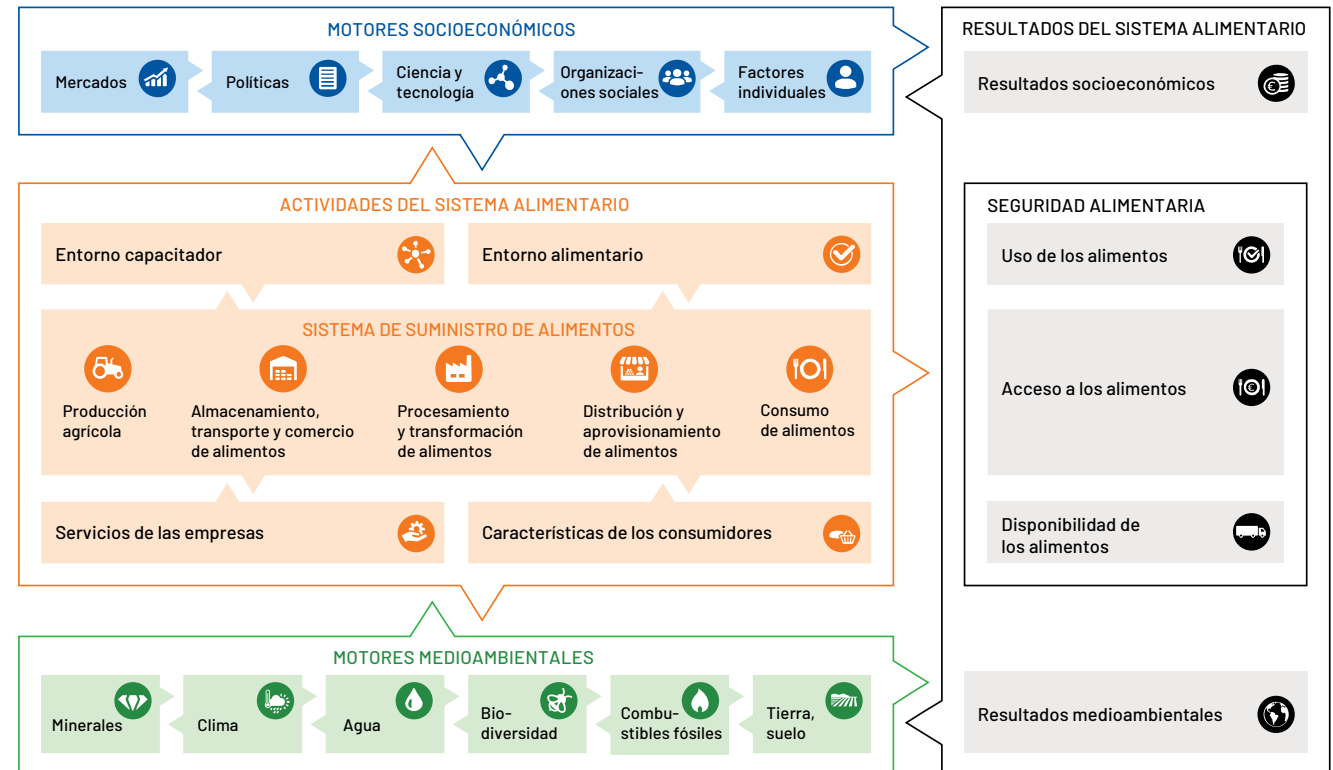 MOTORES SOCIOECONÓMICOS
Mercados
Políticas
Ciencia y
tecnología
Organizaci-
ones sociales
Factores
individuales
ACTIVIDADES DEL SISTEMA ALIMENTARIO
Entorno capacitador
Entorno alimentario
SISTEMA DE SUMINISTRO DE ALIMENTOS
Producción
agrícola
Almacenamiento,
transporte y comercio
de alimentos
Procesamiento
y transformación
de alimentos
Distribución y
aprovisionamiento
de alimentos
Consumo
de alimentos
Servicios de las empresas
Características de los consumidores
MOTORES MEDIOAMBIENTALES
Minerales
Clima
Agua
Bio-
diversidad
Combu-
stibles fósiles
Tierra,
suelo
RESULTADOS DEL SISTEMA ALIMENTARIO
Resultados socioeconómicos
SEGURIDAD ALIMENTARIA
Uso de los alimentos
Acceso a los alimentos
Disponibilidad de
los alimentos
Resultados medioambientales